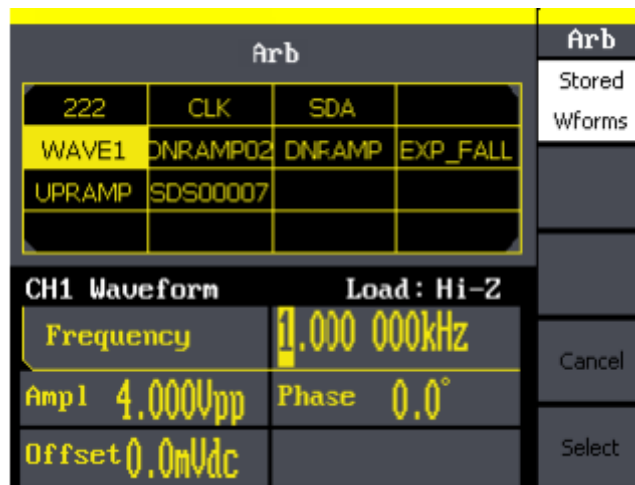 Arb
Arb
Stored
Wforms
222 CLK SDA
WAVE1 DNRAMP02 DNRAMP EXP_FALL
UPRAMP SDS00007
CH1 Waveform Load: Hi-Z
Frequency 1.000 000kHz
Ampl 4.000Vpp Phase 0.0°
Offset 0.0mVdc
Cancel
Select